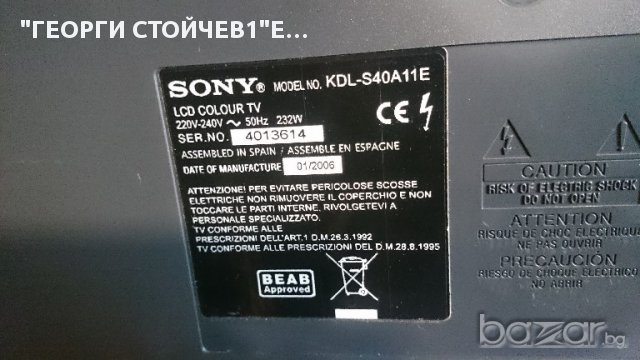 "ГЕОРГИ СТОЙЧЕВ1"Е...
SONY® MODEL NO. KDL-S40A11E
LCD COLOUR TV
220V-240V ~ 50Hz 232W
SER.NO. 4013614
ASSEMBLED IN SPAIN / ASSEMBLE EN ESPAGNE
DATE OF MANUFACTURE 01/2006
CE
ATTENZIONE! PER EVITARE PERICOLOSE SCOSSE
ELETTRICHE NON RIMUOVERE IL COPERCHIO E NON
TOCCARE LE PARTI INTERNE. RIVOLGETEVI A
PERSONALE SPECIALIZZATO.
TV CONFORME ALLE
PRESCRIZIONI DELL'ART.1 D.M.26.3.1992
TV CONFORME ALLE PRESCRIZIONI DEL D.M.28.8.1995
BEAB
Approved
CAUTION
RISK OF ELECTRIC SHOCK
DO NOT OPEN
ATTENTION
RISQUE DE CHOC ELECTRIQUE
NE PAS OUVRIR
PRECAUCIÓN
RIESGO DE CHOQUE ELECTRICO
NO ABRIR
bazar.bg